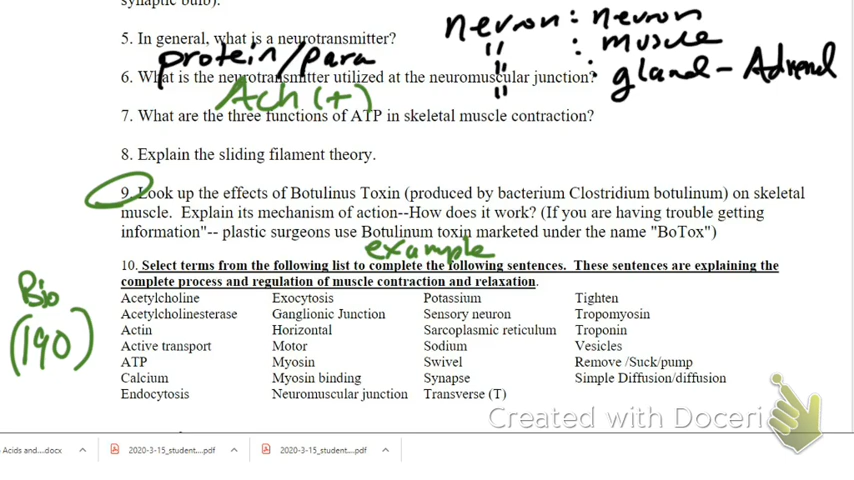 synaptic bulb).
neuron : neuron
5. In general, what is a neurotransmitter?
" : muscle
protein/para
6. What is the neurotransmitter utilized at the neuromuscular junction?
" : gland - Adrenal
Ach (+)
"
7. What are the three functions of ATP in skeletal muscle contraction?
8. Explain the sliding filament theory.
9. Look up the effects of Botulinus Toxin (produced by bacterium Clostridium botulinum) on skeletal
muscle. Explain its mechanism of action--How does it work? (If you are having trouble getting
information"-- plastic surgeons use Botulinum toxin marketed under the name "BoTox")
example
10. Select terms from the following list to complete the following sentences. These sentences are explaining the
complete process and regulation of muscle contraction and relaxation.
Bio
(190)
Acetylcholine Exocytosis Potassium Tighten
Acetylcholinesterase Ganglionic Junction Sensory neuron Tropomyosin
Actin Horizontal Sarcoplasmic reticulum Troponin
Active transport Motor Sodium Vesicles
ATP Myosin Swivel Remove /Suck/pump
Calcium Myosin binding Synapse Simple Diffusion/diffusion
Endocytosis Neuromuscular junction Transverse (T)
Created with Doceri
Acids and....docx 2020-3-15_student....pdf 2020-3-15_student....pdf